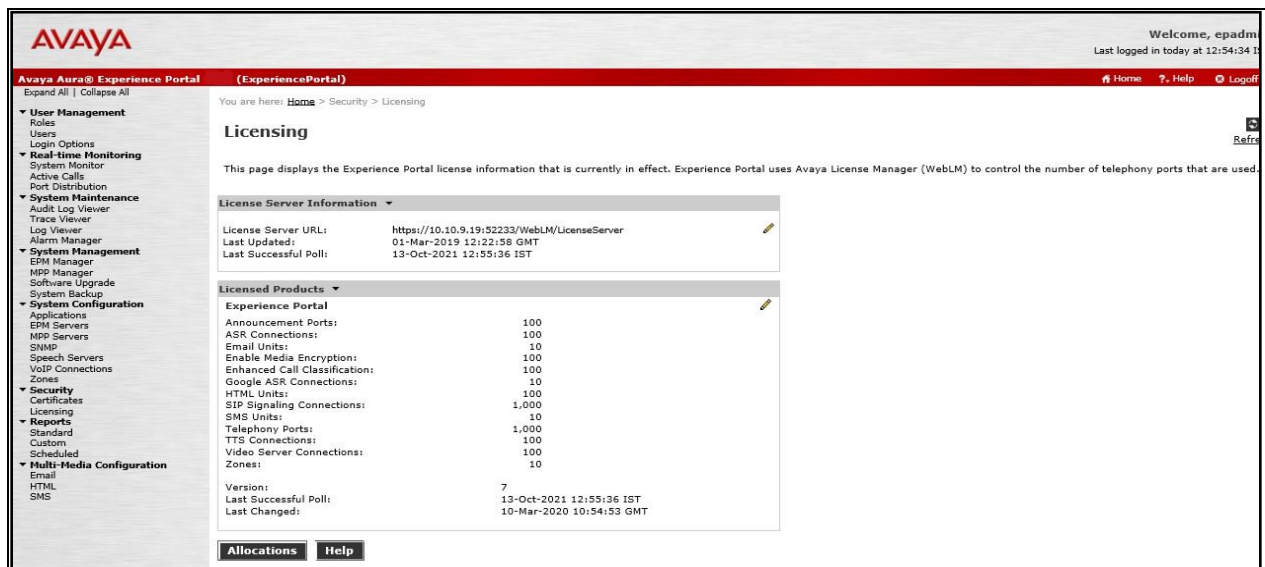 AVAYA
Welcome, epadmi
Last logged in today at 12:54:34 I
Avaya Aura® Experience Portal (ExperiencePortal)
Home ?. Help Logoff
Expand All | Collapse All
▼ User Management
Roles
Users
Login Options
▼ Real-time Monitoring
System Monitor
Active Calls
Port Distribution
▼ System Maintenance
Audit Log Viewer
Trace Viewer
Log Viewer
Alarm Manager
▼ System Management
EPM Manager
MPP Manager
Software Upgrade
System Backup
▼ System Configuration
Applications
EPM Servers
MPP Servers
SNMP
Speech Servers
VoIP Connections
Zones
▼ Security
Certificates
Licensing
▼ Reports
Standard
Custom
Scheduled
▼ Multi-Media Configuration
Email
HTML
SMS
You are here: Home > Security > Licensing
Licensing
Refre
This page displays the Experience Portal license information that is currently in effect. Experience Portal uses Avaya License Manager (WebLM) to control the number of telephony ports that are used.
License Server Information ▼
License Server URL: https://10.10.9.19:52233/WebLM/LicenseServer
Last Updated: 01-Mar-2019 12:22:58 GMT
Last Successful Poll: 13-Oct-2021 12:55:36 IST
Licensed Products ▼
Experience Portal
Announcement Ports: 100
ASR Connections: 100
Email Units: 10
Enable Media Encryption: 100
Enhanced Call Classification: 100
Google ASR Connections: 10
HTML Units: 100
SIP Signaling Connections: 1,000
SMS Units: 10
Telephony Ports: 1,000
TTS Connections: 100
Video Server Connections: 100
Zones: 10
Version: 7
Last Successful Poll: 13-Oct-2021 12:55:36 IST
Last Changed: 10-Mar-2020 10:54:53 GMT
Allocations Help